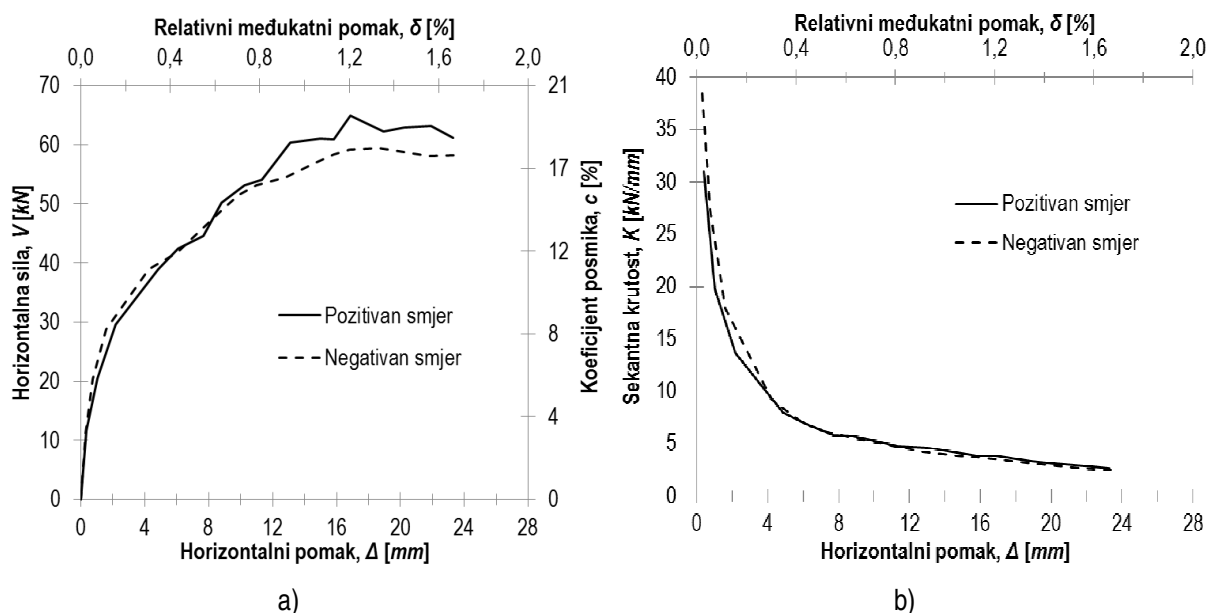 Relativni međukatni pomak, δ [%]
0,0 0,4 0,8 1,2 1,6 2,0
Horizontalna sila, V [kN]
70
60
50
40
30
20
10
0
Koeficijent posmika, c [%]
21
17
12
8
4
0
Pozitivan smjer
Negativan smjer
0 4 8 12 16 20 24 28
Horizontalni pomak, Δ [mm]
a)
Relativni međukatni pomak, δ [%]
0,0 0,4 0,8 1,2 1,6 2,0
Sekantna krutost, K [kN/mm]
40
35
30
25
20
15
10
5
0
Pozitivan smjer
Negativan smjer
0 4 8 12 16 20 24 28
Horizontalni pomak, Δ [mm]
b)